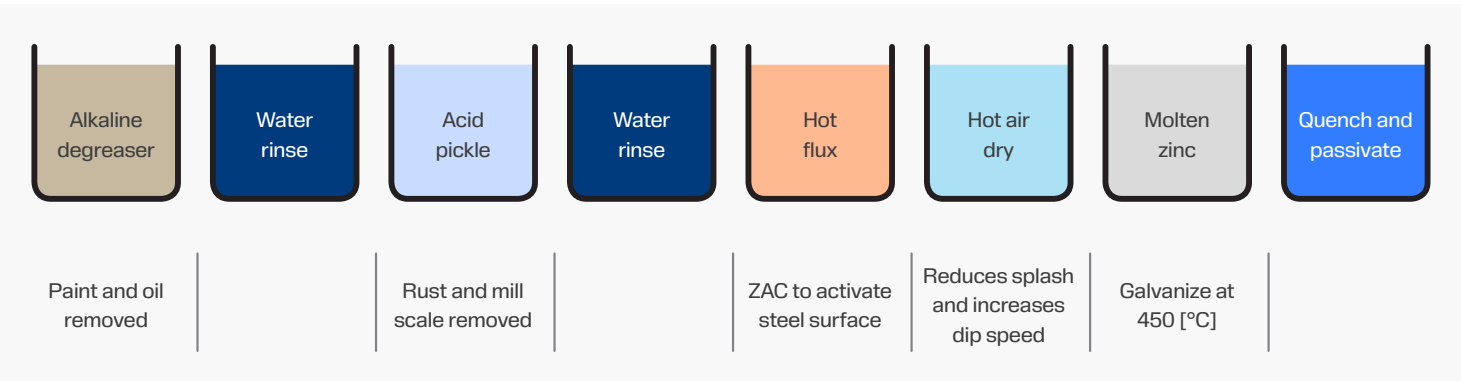 Alkaline
degreaser
Water
rinse
Acid
pickle
Water
rinse
Hot
flux
Hot air
dry
Molten
zinc
Quench and
passivate
Paint and oil
removed
Rust and mill
scale removed
ZAC to activate
steel surface
Reduces splash
and increases
dip speed
Galvanize at
450 [°C]